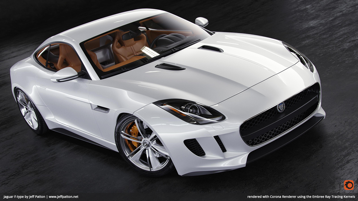 jaguar f-type by Jeff Patton | www.jeffpatton.net
rendered with Corona Renderer using the Embree Ray Tracing Kernels